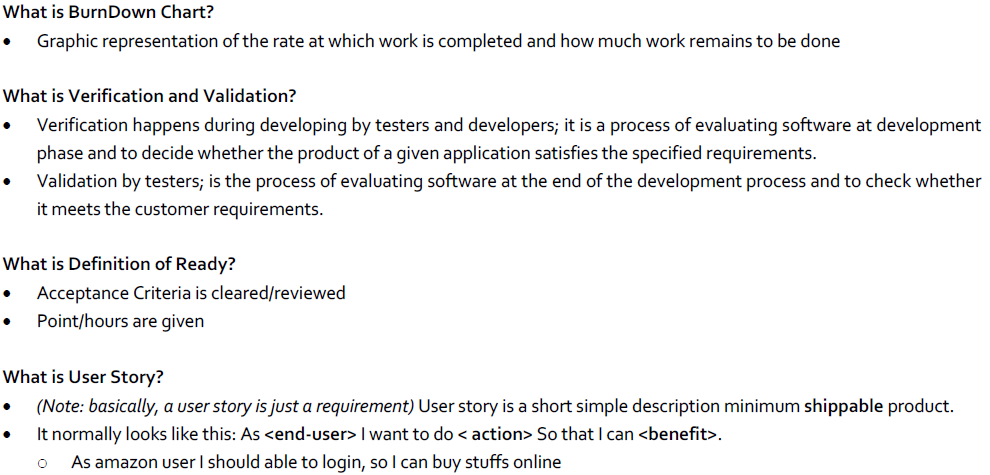 What is BurnDown Chart?
• Graphic representation of the rate at which work is completed and how much work remains to be done
What is Verification and Validation?
• Verification happens during developing by testers and developers; it is a process of evaluating software at development
phase and to decide whether the product of a given application satisfies the specified requirements.
• Validation by testers; is the process of evaluating software at the end of the development process and to check whether
it meets the customer requirements.
What is Definition of Ready?
• Acceptance Criteria is cleared/reviewed
• Point/hours are given
What is User Story?
• (Note: basically, a user story is just a requirement) User story is a short simple description minimum shippable product.
• It normally looks like this: As <end-user> I want to do < action> So that I can <benefit>.
○ As amazon user I should able to login, so I can buy stuffs online